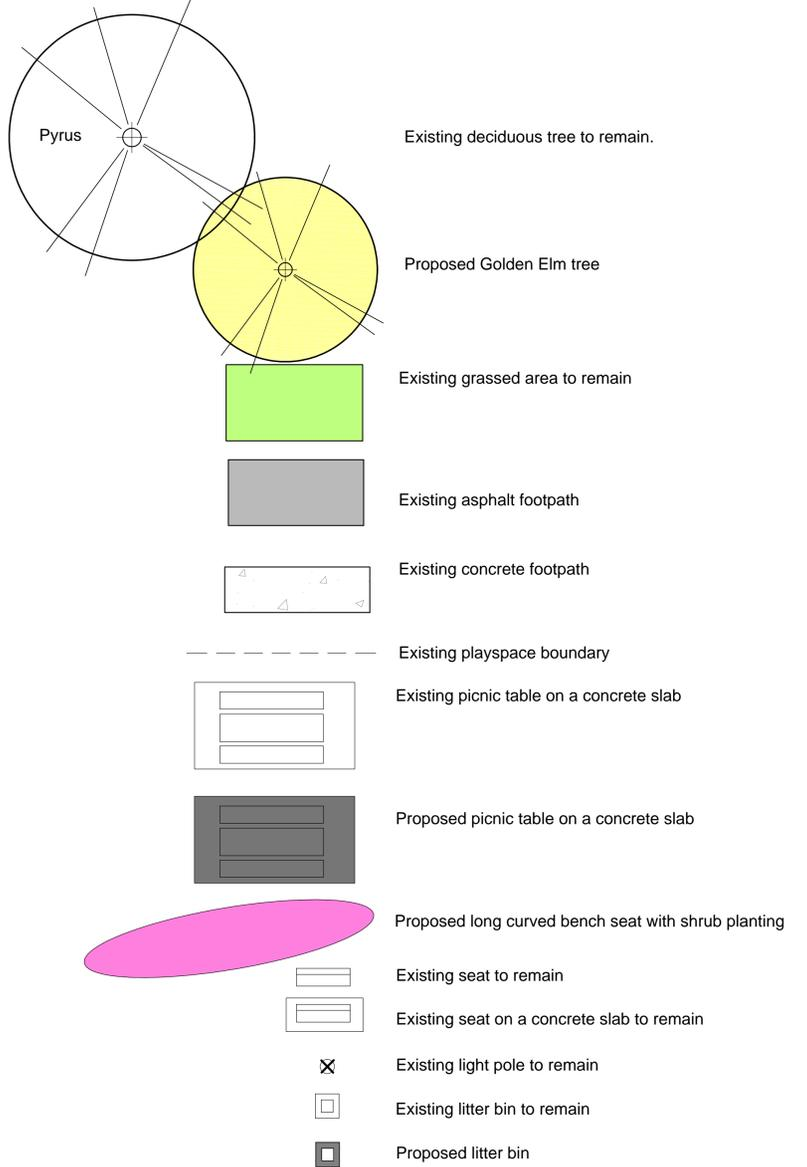 Pyrus
Existing deciduous tree to remain.
Proposed Golden Elm tree
Existing grassed area to remain
Existing asphalt footpath
Existing concrete footpath
Existing playspace boundary
Existing picnic table on a concrete slab
Proposed picnic table on a concrete slab
Proposed long curved bench seat with shrub planting
Existing seat to remain
Existing seat on a concrete slab to remain
Existing light pole to remain
Existing litter bin to remain
Proposed litter bin